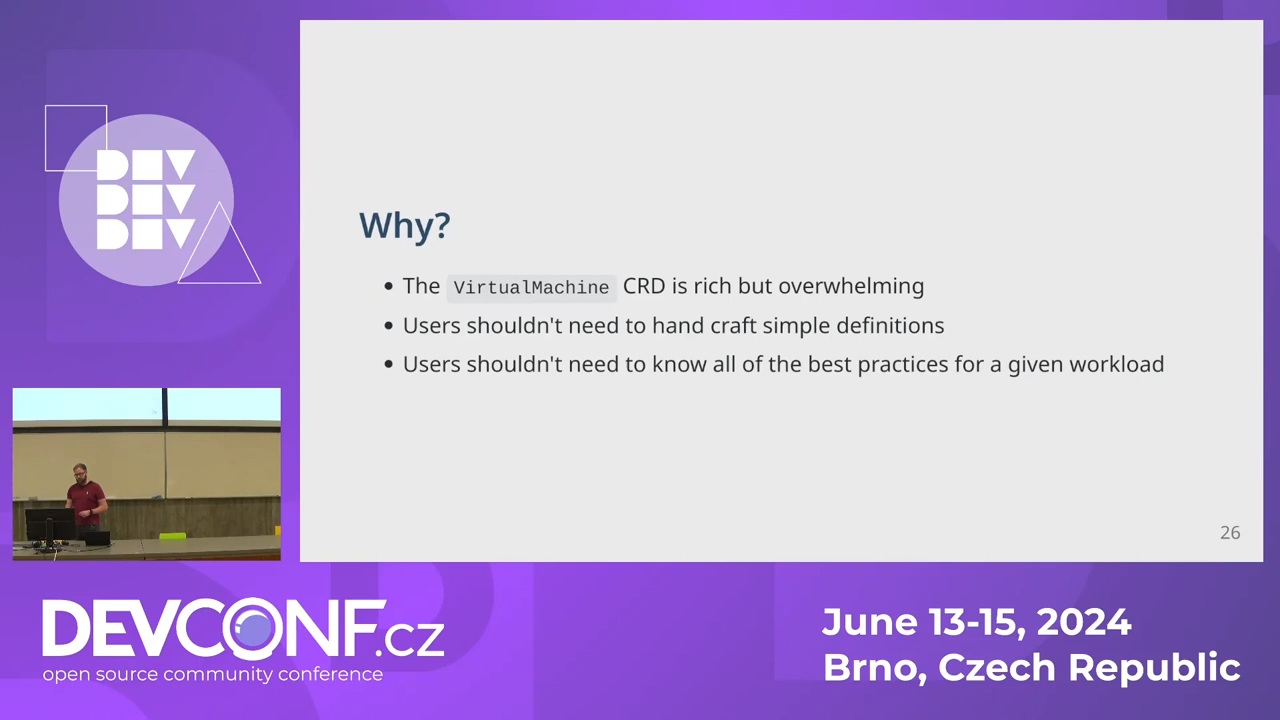 DEV
DEV
DEV
Why?
The VirtualMachine CRD is rich but overwhelming
Users shouldn't need to hand craft simple definitions
Users shouldn't need to know all of the best practices for a given workload
26
DEVCONF.cz
open source community conference
June 13-15, 2024
Brno, Czech Republic